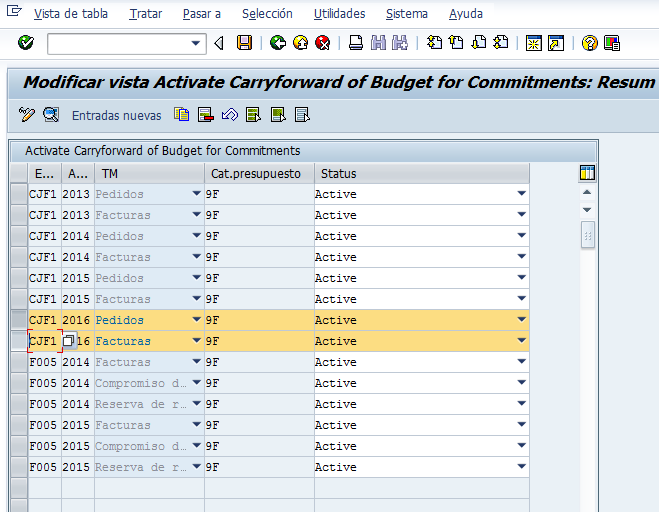 Vista de tabla Tratar Pasar a Selección Utilidades Sistema Ayuda
Modificar vista Activate Carryforward of Budget for Commitments: Resum
Entradas nuevas
Activate Carryforward of Budget for Commitments
E... A... TM Cat.presupuesto Status
CJF1 2013 Pedidos 9F Active
CJF1 2013 Facturas 9F Active
CJF1 2014 Pedidos 9F Active
CJF1 2014 Facturas 9F Active
CJF1 2015 Pedidos 9F Active
CJF1 2015 Facturas 9F Active
CJF1 2016 Pedidos 9F Active
CJF1 16 Facturas 9F Active
F005 2014 Facturas 9F Active
F005 2014 Compromiso d... 9F Active
F005 2014 Reserva de r... 9F Active
F005 2015 Facturas 9F Active
F005 2015 Compromiso d... 9F Active
F005 2015 Reserva de r... 9F Active